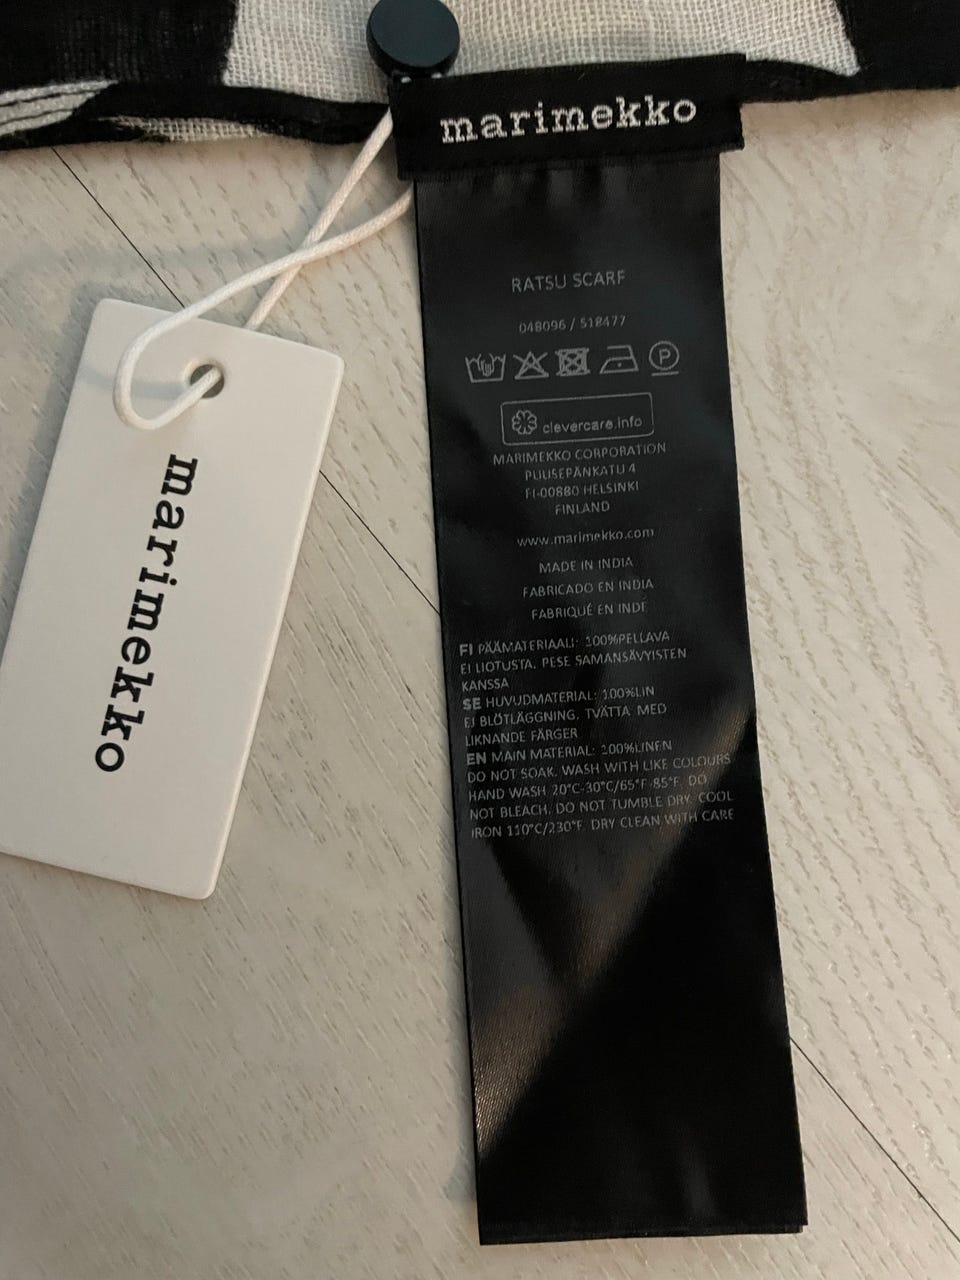 marimekko
RATSU SCARF
048096 / 518477
P
clevercare.info
MARIMEKKO CORPORATION
PUUSEPÄNKATU 4
FI-00880 HELSINKI
FINLAND
www.marimekko.com
MADE IN INDIA
FABRICADO EN INDIA
FABRIQUÉ EN INDE
FI PÄÄMATERIAALI: 100%PELLAVA
EI LIOTUSTA. PESE SAMANSÄVYISTEN
KANSSA
SE HUVUDMATERIAL: 100%LIN
EJ BLÖTLÄGGNING. TVÄTTA MED
LIKNANDE FÄRGER
EN MAIN MATERIAL: 100%LINEN
DO NOT SOAK. WASH WITH LIKE COLOURS
HAND WASH 20°C-30°C/65°F-85°F. DO
NOT BLEACH. DO NOT TUMBLE DRY. COOL
IRON 110°C/230°F. DRY CLEAN WITH CARE
marimekko